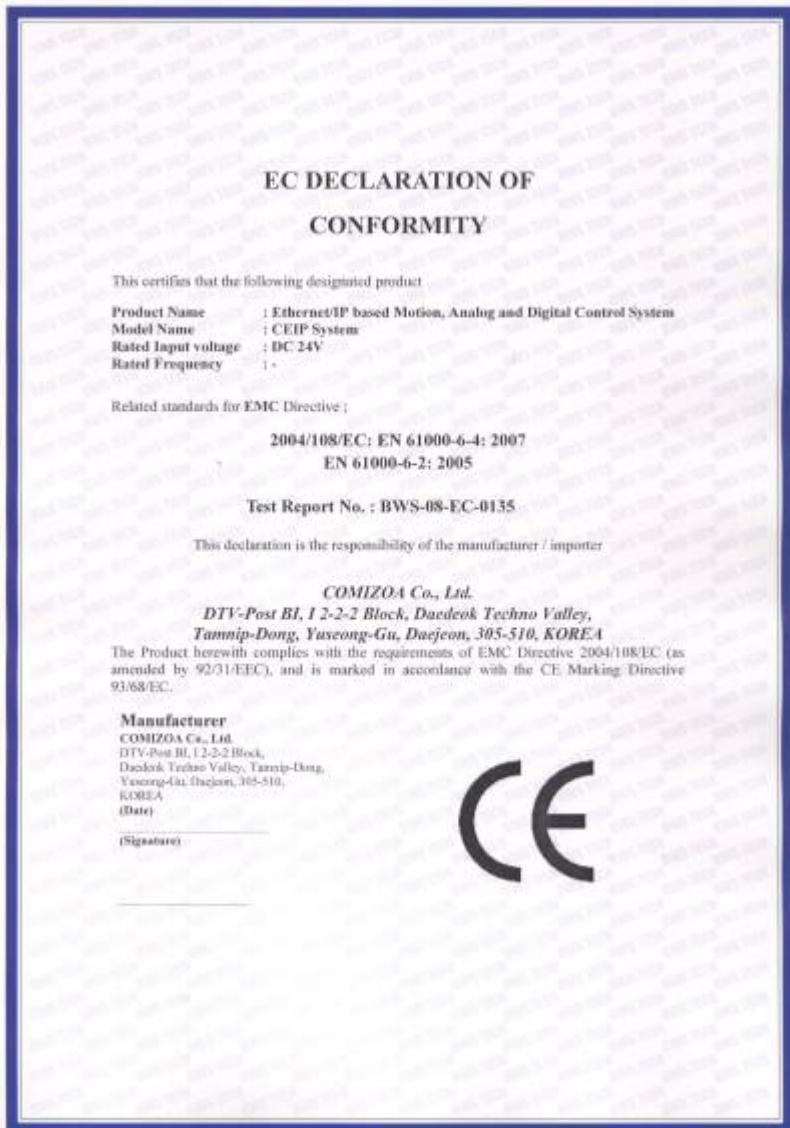 EC DECLARATION OF
CONFORMITY
This certifies that the following designated product
Product Name : Ethernet/IP based Motion, Analog and Digital Control System
Model Name : CEIP System
Rated Input voltage : DC 24V
Rated Frequency : -
Related standards for EMC Directive ;
2004/108/EC: EN 61000-6-4: 2007
EN 61000-6-2: 2005
Test Report No. : BWS-08-EC-0135
This declaration is the responsibility of the manufacturer / importer
COMIZOA Co., Ltd.
DTV-Post BI, I 2-2-2 Block, Daedeok Techno Valley,
Tamnip-Dong, Yuseong-Gu, Daejeon, 305-510, KOREA
The Product herewith complies with the requirements of EMC Directive 2004/108/EC (as
amended by 92/31/EEC), and is marked in accordance with the CE Marking Directive
93/68/EC.
Manufacturer
COMIZOA Co., Ltd.
DTV-Post BI, I 2-2-2 Block,
Daedeok Techno Valley, Tamnip-Dong,
Yuseong-Gu, Daejeon, 305-510,
KOREA
(Date)
(Signature)
CE